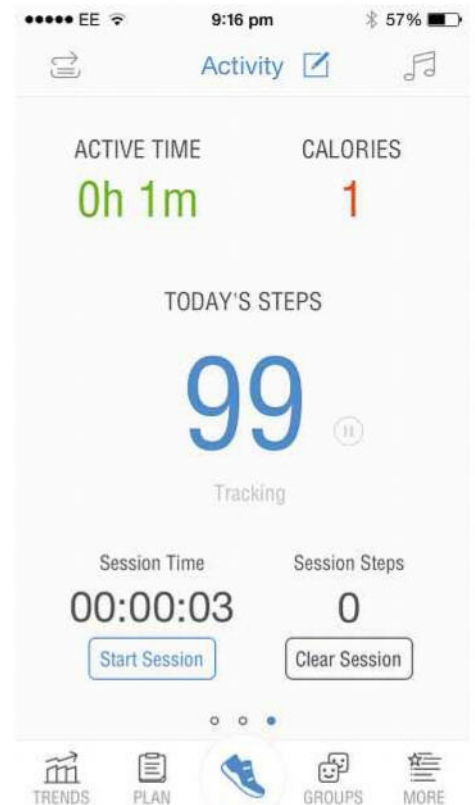 EE 9:16 pm 57%
Activity
ACTIVE TIME CALORIES
0h 1m 1
TODAY'S STEPS
99
Tracking
Session Time Session Steps
00:00:03 0
Start Session Clear Session
TRENDS PLAN GROUPS MORE